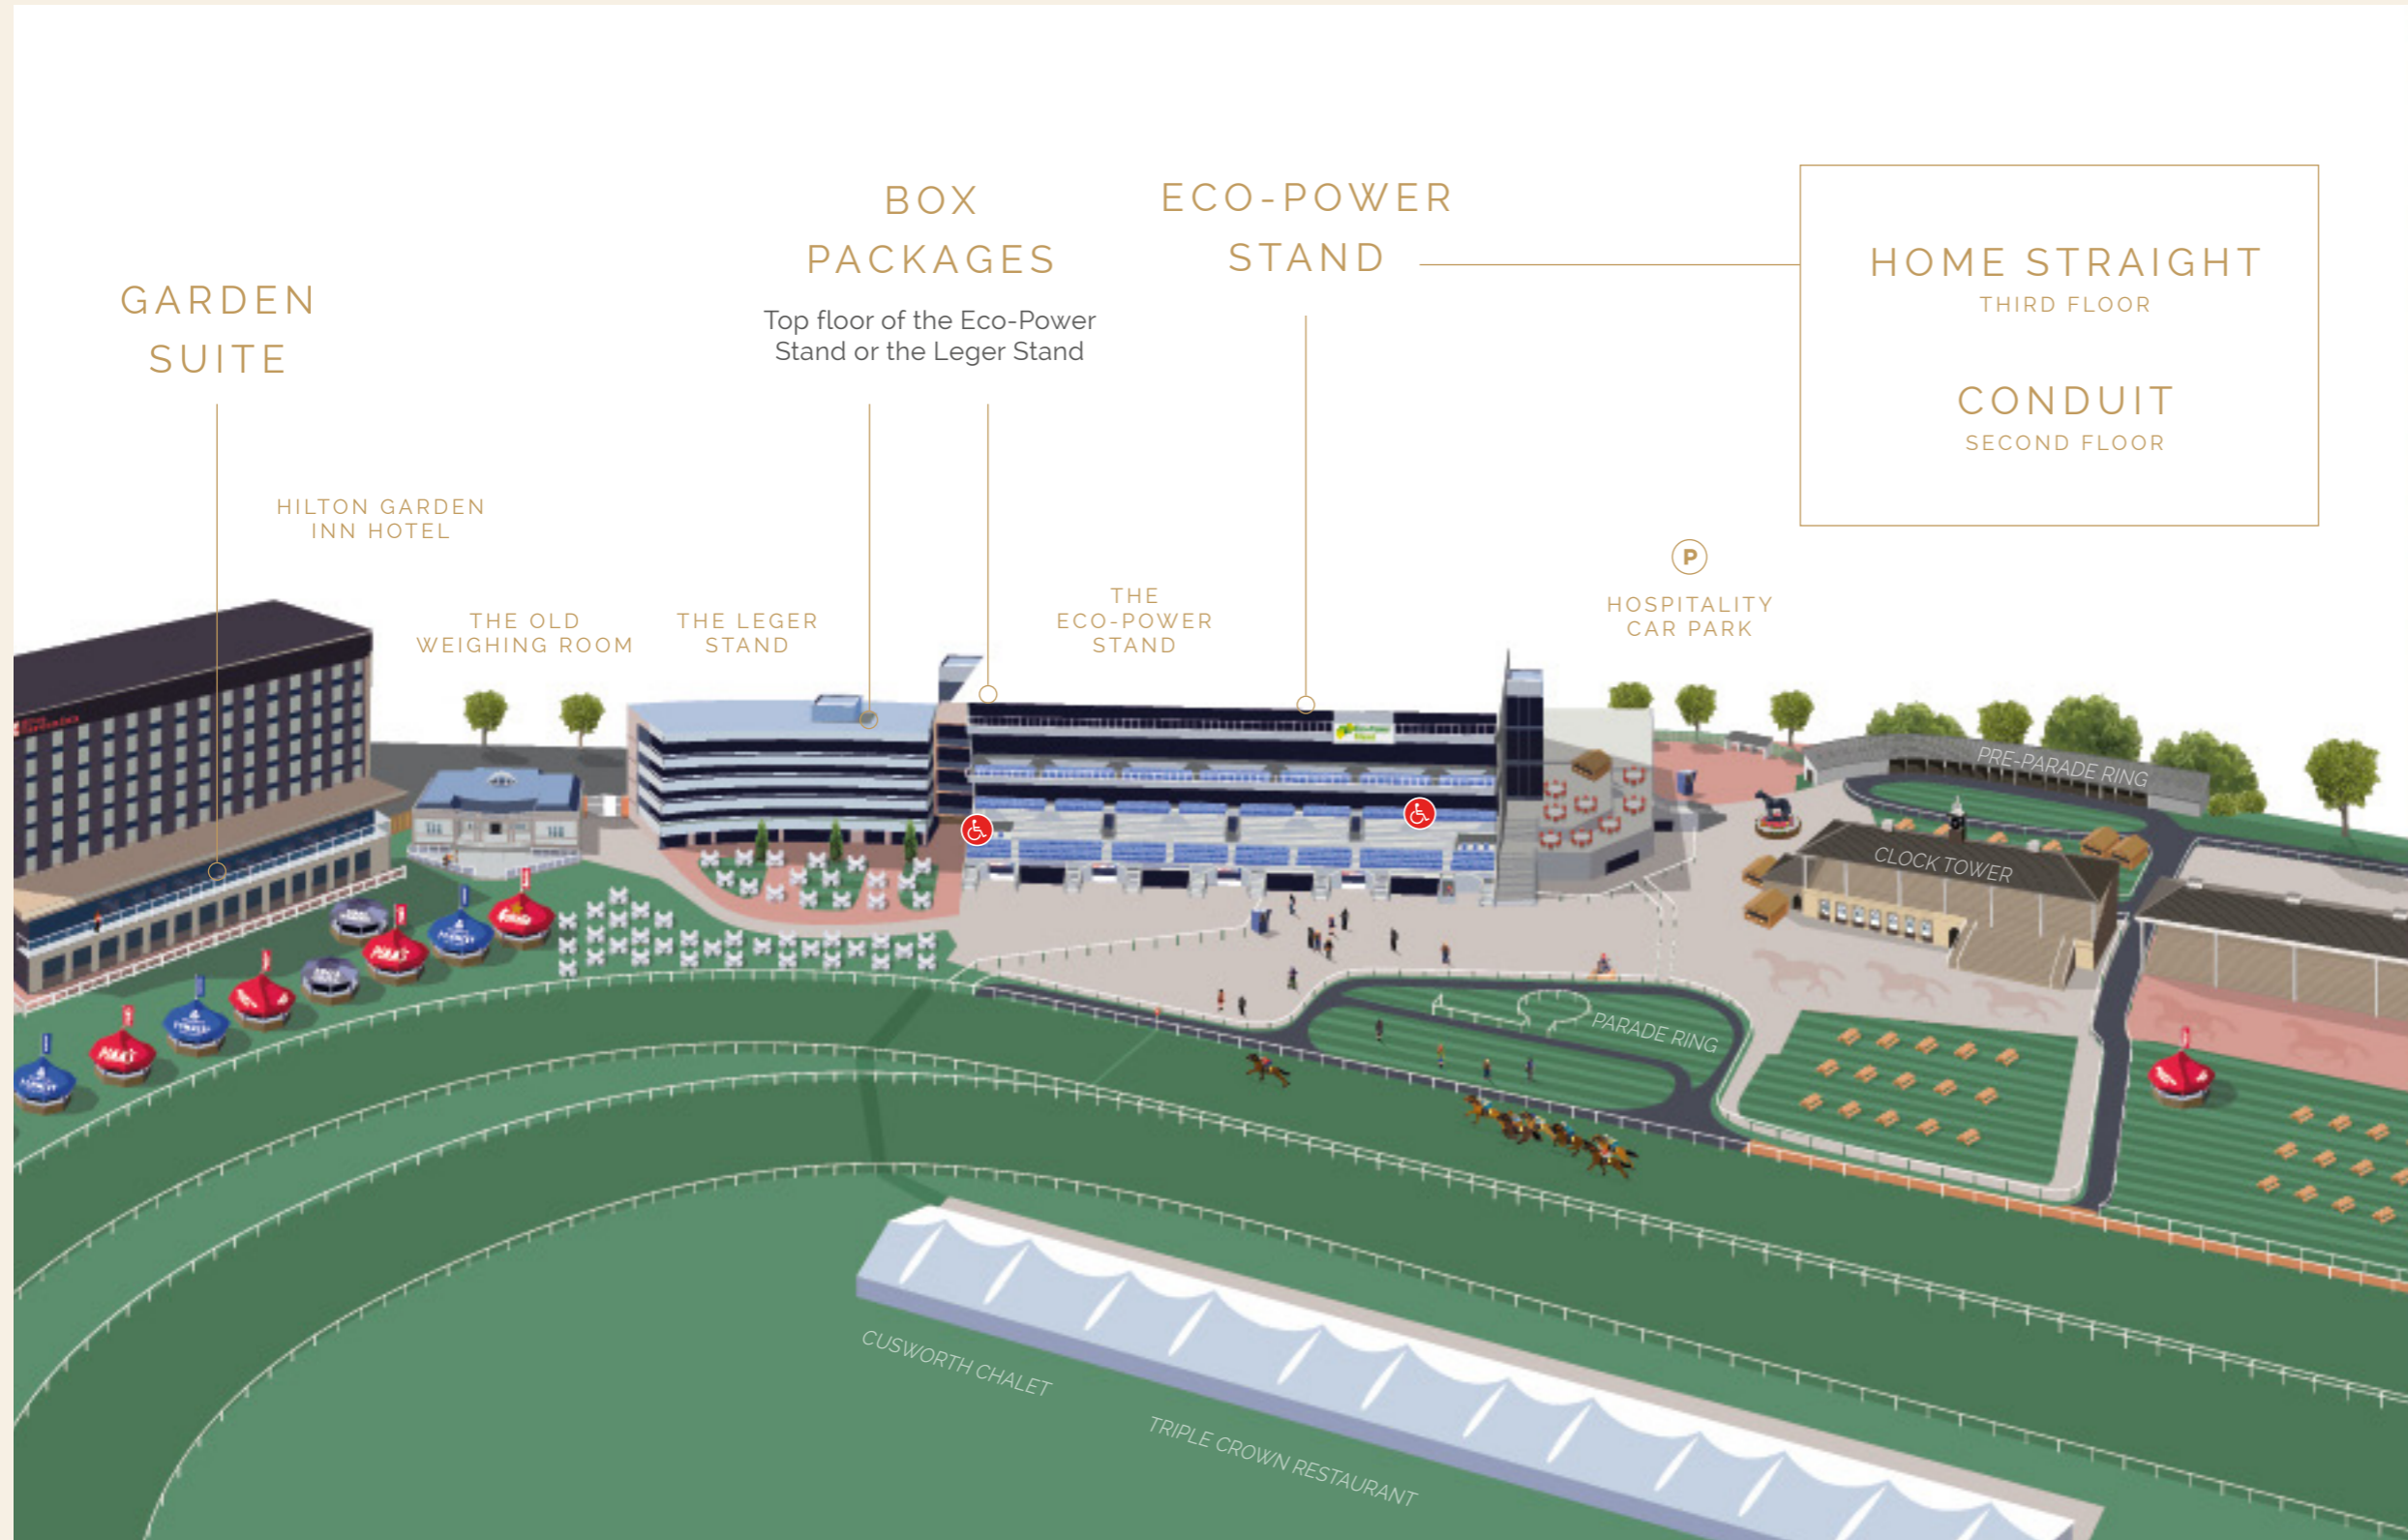 BOX
PACKAGES
Top floor of the Eco-Power
Stand or the Leger Stand
ECO-POWER
STAND
HOME STRAIGHT
THIRD FLOOR
CONDUIT
SECOND FLOOR
GARDEN
SUITE
HILTON GARDEN
INN HOTEL
THE OLD
WEIGHING ROOM
THE LEGER
STAND
THE
ECO-POWER
STAND
P
HOSPITALITY
CAR PARK
PRE-PARADE RING
CLOCK TOWER
PARADE RING
CUSWORTH CHALET
TRIPLE CROWN RESTAURANT